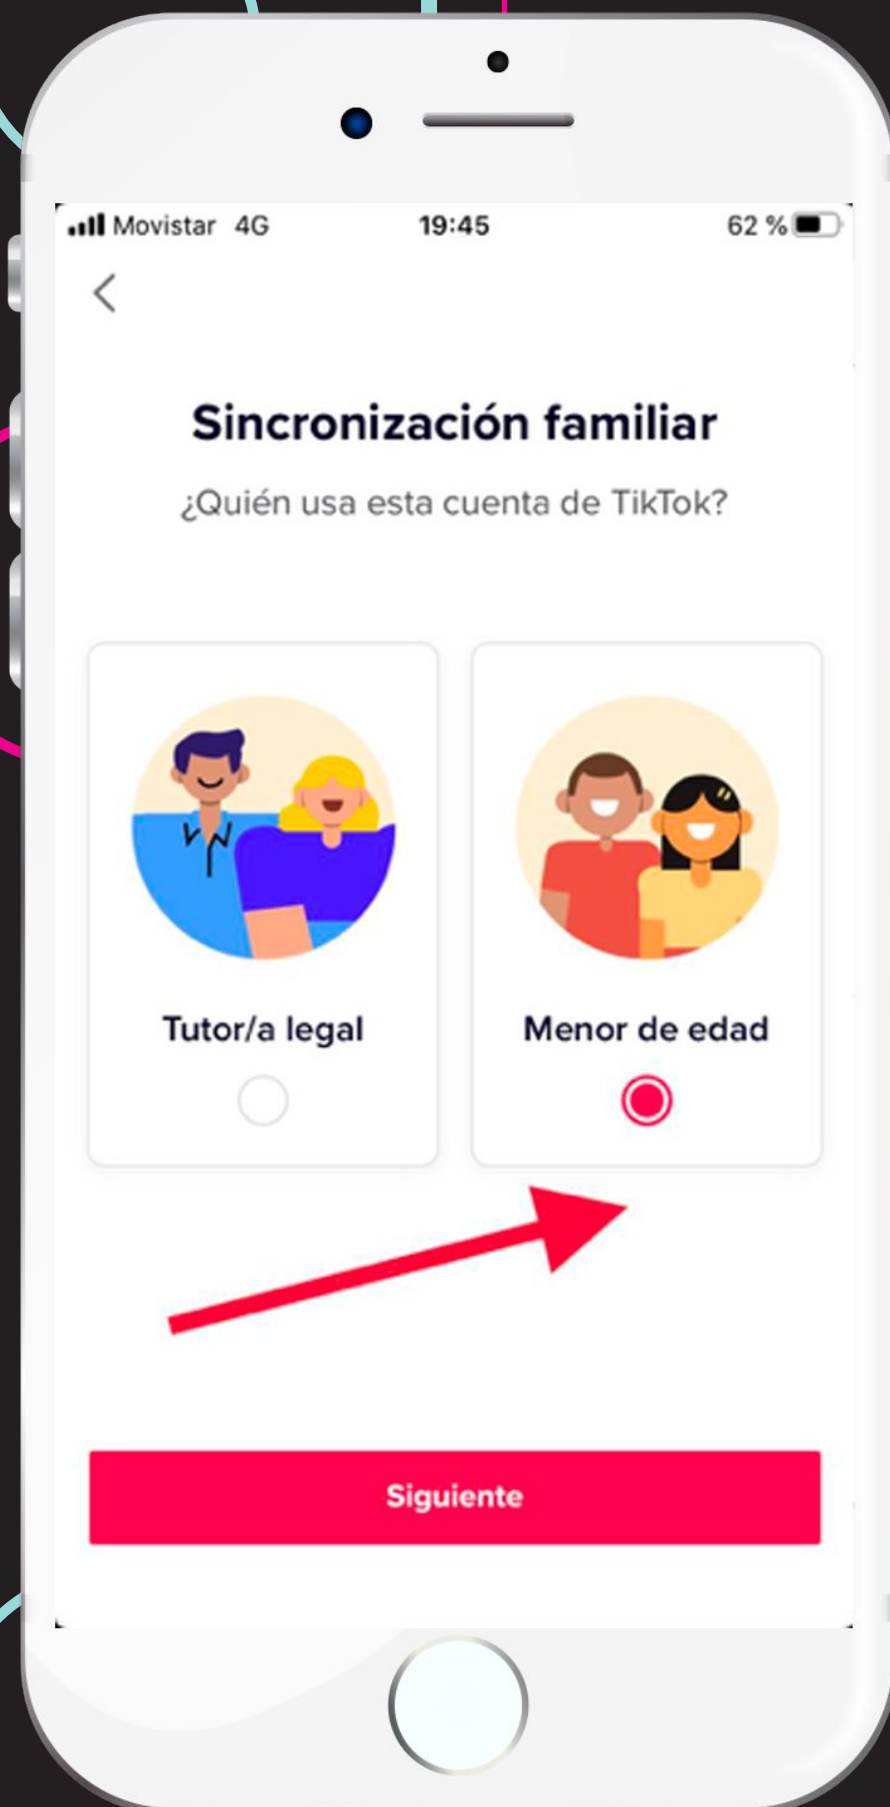 Movistar 4G 19:45 62 %
Sincronización familiar
¿Quién usa esta cuenta de TikTok?
Tutor/a legal
Menor de edad
Siguiente